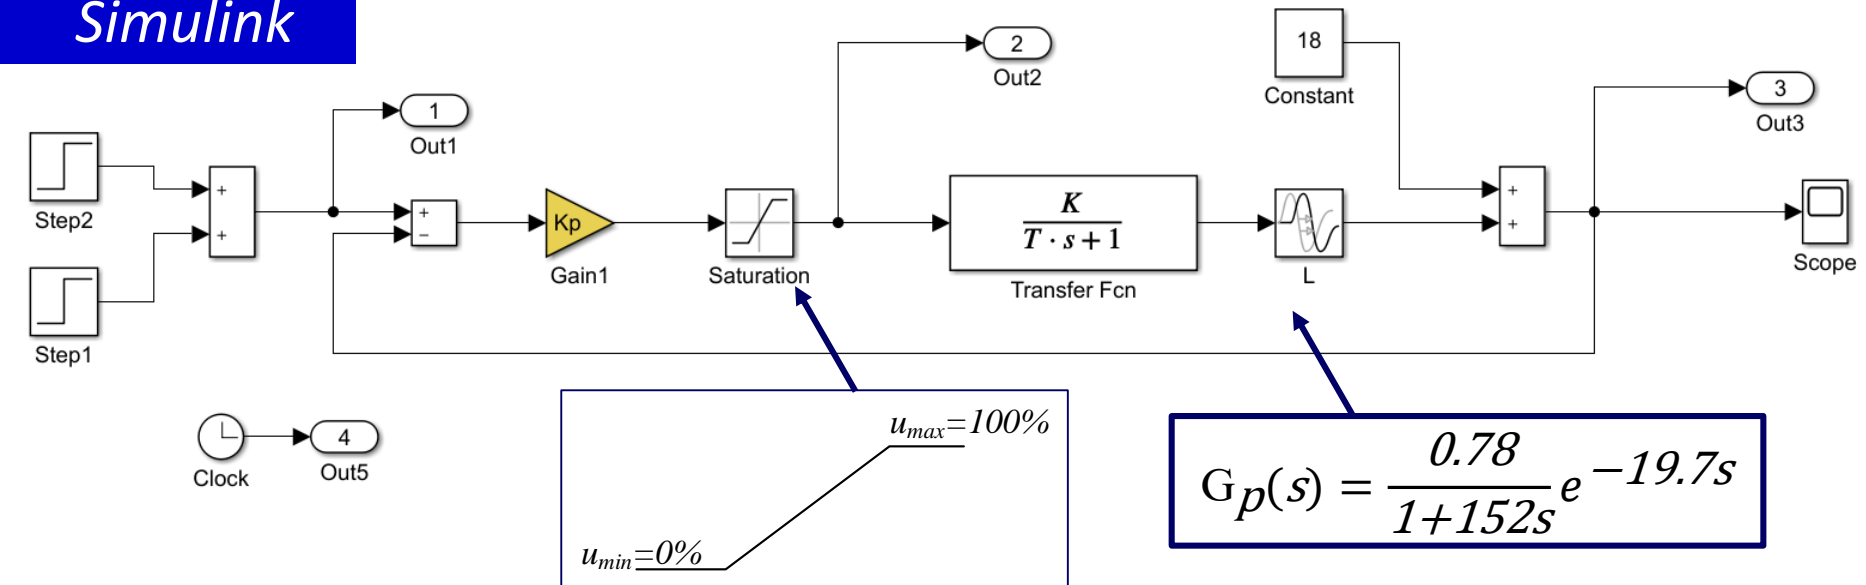 Simulink
2
Out2
18
Constant
3
Out3
1
Out1
Step2
+
+
+
−
Kp
Gain1
Saturation
K
T · s + 1
Transfer Fcn
L
+
+
Scope
Step1
4
Clock
Out5
umax=100%
umin=0%
Gp(s) = 0.78 / 1+152s e −19.7s